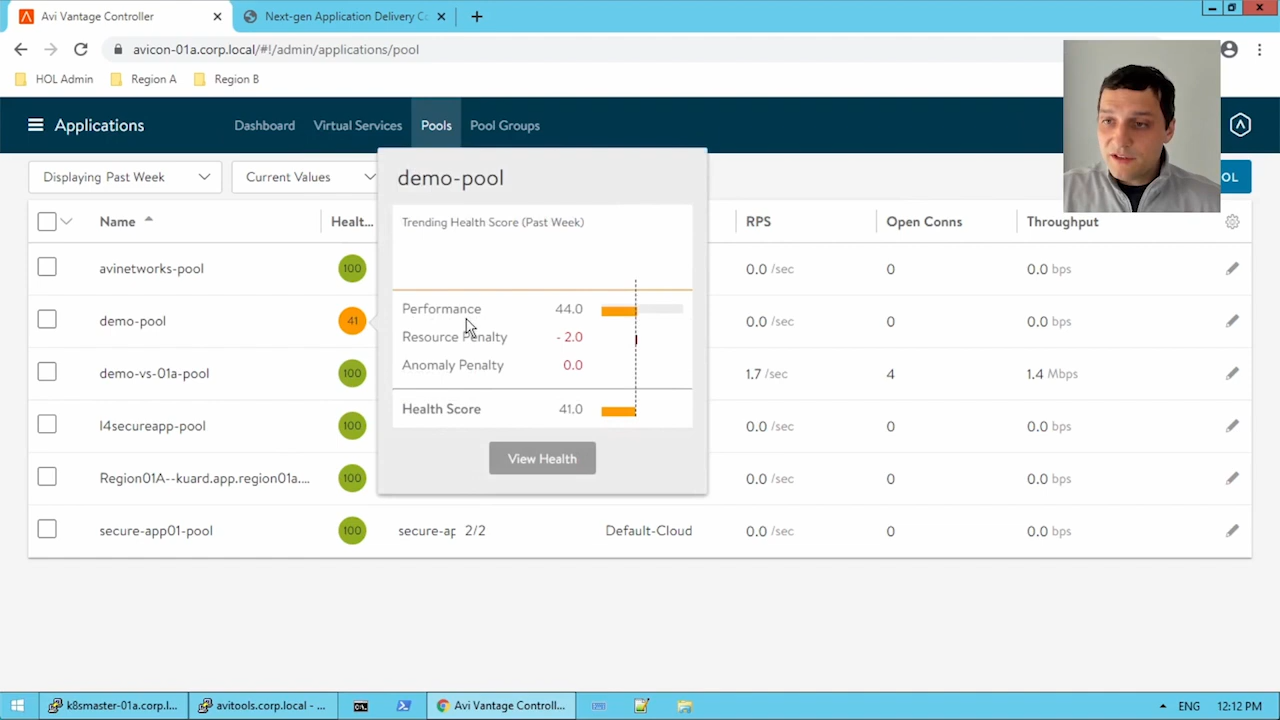 Avi Vantage Controller
Next-gen Application Delivery Co
avicon-01a.corp.local/#!/admin/applications/pool
HOL Admin Region A Region B
Applications Dashboard Virtual Services Pools Pool Groups
Displaying Past Week Current Values OL
Name Healt... RPS Open Conns Throughput
avinetworks-pool 100 0.0 /sec 0 0.0 bps
demo-pool 41 0.0 /sec 0 0.0 bps
demo-vs-01a-pool 100 1.7 /sec 4 1.4 Mbps
l4secureapp-pool 100 0.0 /sec 0 0.0 bps
Region01A--kuard.app.region01a.... 100 0.0 /sec 0 0.0 bps
secure-app01-pool 100 secure-ap 2/2 Default-Cloud 0.0 /sec 0 0.0 bps
demo-pool
Trending Health Score (Past Week)
Performance 44.0
Resource Penalty - 2.0
Anomaly Penalty 0.0
Health Score 41.0
View Health
k8smaster-01a.corp.l... avitools.corp.local - ... Avi Vantage Controll... ENG 12:12 PM